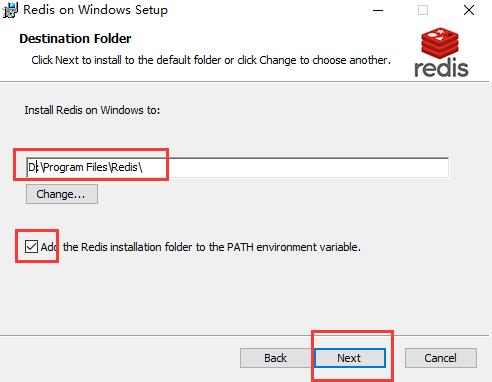 Redis on Windows Setup
Destination Folder
Click Next to install to the default folder or click Change to choose another.
redis
Install Redis on Windows to:
D:\Program Files\Redis\
Change...
Add the Redis installation folder to the PATH environment variable.
Back
Next
Cancel